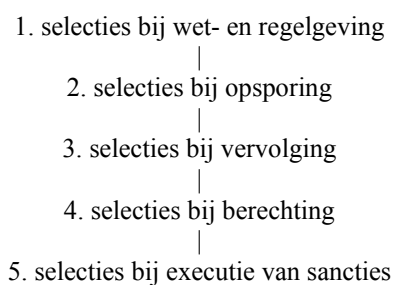 1. selecties bij wet- en regelgeving
2. selecties bij opsporing
3. selecties bij vervolging
4. selecties bij berechting
5. selecties bij executie van sancties